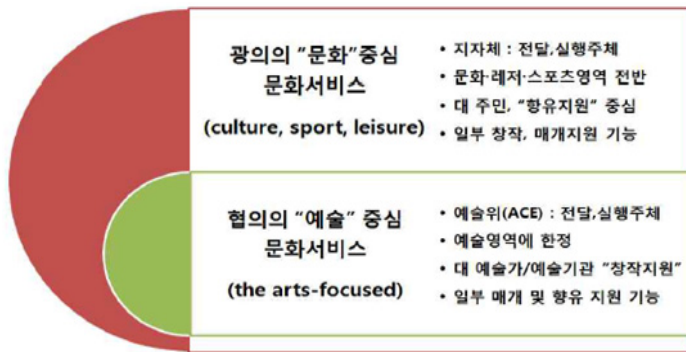 광의의 “문화”중심
문화서비스
(culture, sport, leisure)
• 지자체 : 전달,실행주체
• 문화·레저·스포츠영역 전반
• 대 주민, “향유지원” 중심
• 일부 창작, 매개지원 기능
협의의 “예술” 중심
문화서비스
(the arts-focused)
• 예술위(ACE) : 전달,실행주체
• 예술영역에 한정
• 대 예술가/예술기관 “창작지원”
• 일부 매개 및 향유 지원 기능